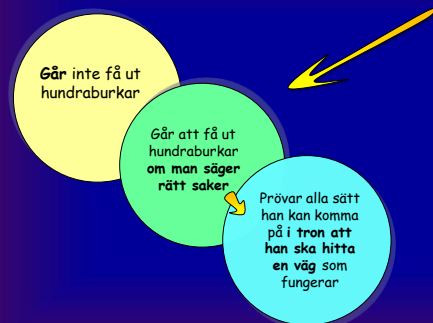 Går inte få ut
hundraburkar
Går att få ut
hundraburkar
om man säger
rätt saker
Prövar alla sätt
han kan komma
på i tron att
han ska hitta
en väg som
fungerar